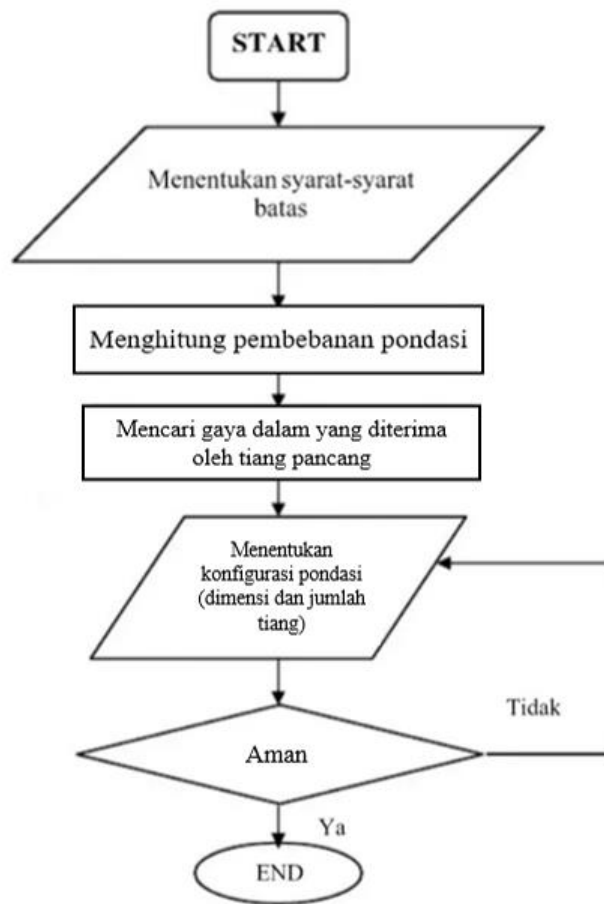 START
Menentukan syarat-syarat
batas
Menghitung pembebanan pondasi
Mencari gaya dalam yang diterima
oleh tiang pancang
Menentukan
konfigurasi pondasi
(dimensi dan jumlah
tiang)
Tidak
Aman
Ya
END